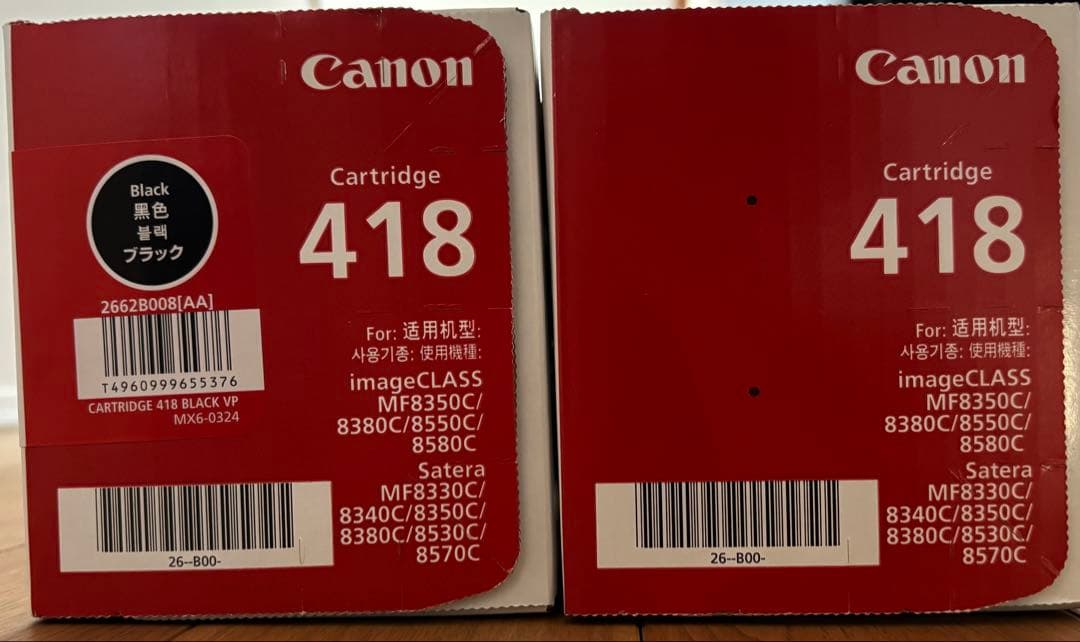 Canon
Cartridge
418
Black
黑色
블랙
ブラック
2662B008[AA]
T4960999655376
CARTRIDGE 418 BLACK VP
MX6-0324
For: 适用机型:
사용기종: 使用機種:
imageCLASS
MF8350C/
8380C/8550C/
8580C
Satera
MF8330C/
8340C/8350C/
8380C/8530C/
8570C
26--B00-
Canon
Cartridge
418
For: 适用机型:
사용기종: 使用機種:
imageCLASS
MF8350C/
8380C/8550C/
8580C
Satera
MF8330C/
8340C/8350C/
8380C/8530C/
8570C
26--B00-